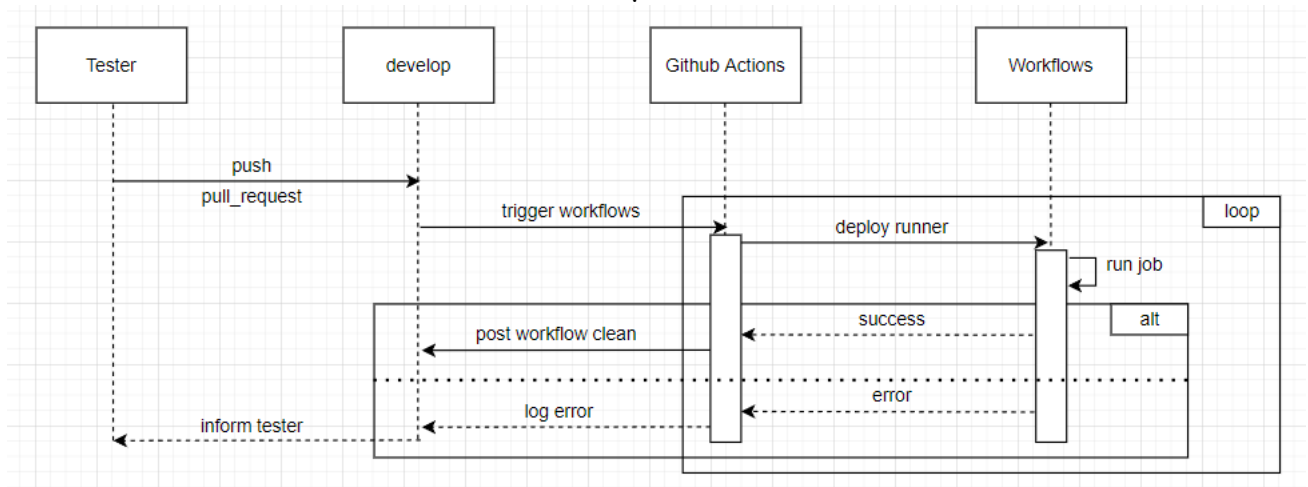 Tester
develop
Github Actions
Workflows
push
pull_request
trigger workflows
loop
deploy runner
run job
success
alt
post workflow clean
error
log error
inform tester